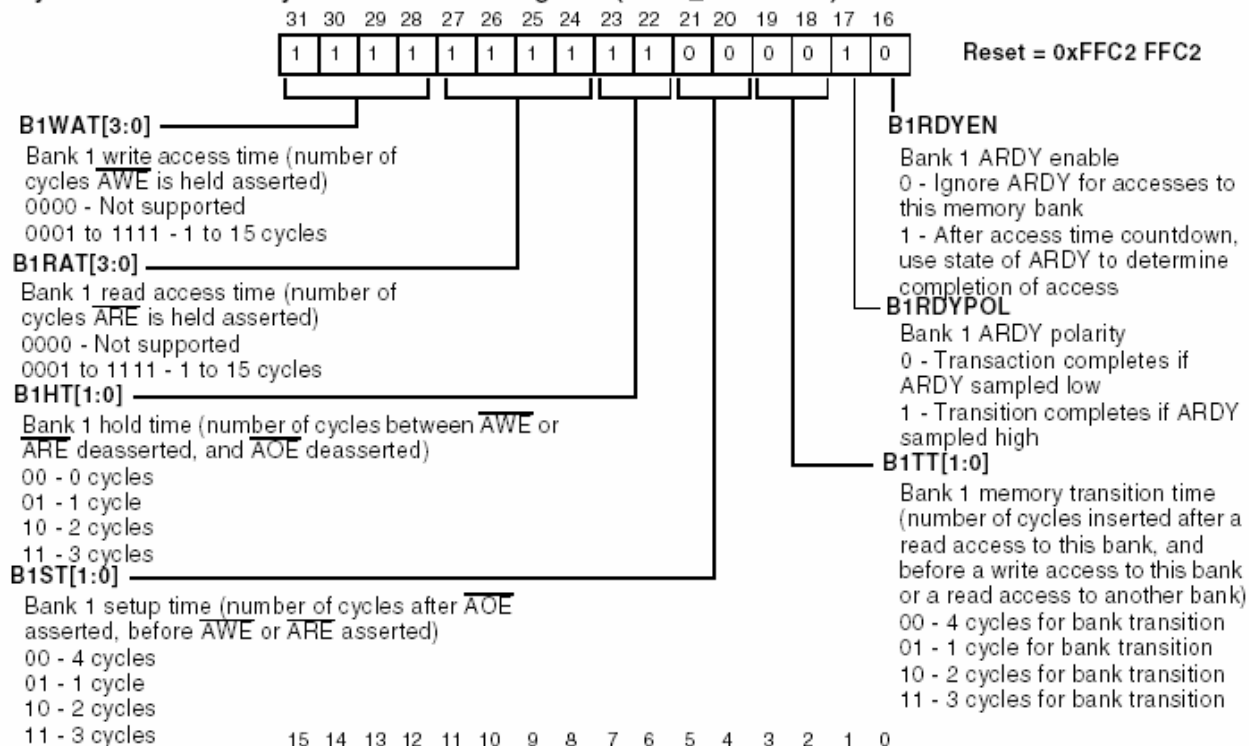 31 30 29 28 27 26 25 24 23 22 21 20 19 18 17 16
1 1 1 1 1 1 1 1 1 1 0 0 0 0 1 0
Reset = 0xFFC2 FFC2
B1WAT[3:0]
Bank 1 write access time (number of
cycles AWE is held asserted)
0000 - Not supported
0001 to 1111 - 1 to 15 cycles
B1RAT[3:0]
Bank 1 read access time (number of
cycles ARE is held asserted)
0000 - Not supported
0001 to 1111 - 1 to 15 cycles
B1HT[1:0]
Bank 1 hold time (number of cycles between AWE or
ARE deasserted, and AOE deasserted)
00 - 0 cycles
01 - 1 cycle
10 - 2 cycles
11 - 3 cycles
B1ST[1:0]
Bank 1 setup time (number of cycles after AOE
asserted, before AWE or ARE asserted)
00 - 4 cycles
01 - 1 cycle
10 - 2 cycles
11 - 3 cycles
B1RDYEN
Bank 1 ARDY enable
0 - Ignore ARDY for accesses to
this memory bank
1 - After access time countdown,
use state of ARDY to determine
completion of access
B1RDYPOL
Bank 1 ARDY polarity
0 - Transaction completes if
ARDY sampled low
1 - Transition completes if ARDY
sampled high
B1TT[1:0]
Bank 1 memory transition time
(number of cycles inserted after a
read access to this bank, and
before a write access to this bank
or a read access to another bank)
00 - 4 cycles for bank transition
01 - 1 cycle for bank transition
10 - 2 cycles for bank transition
11 - 3 cycles for bank transition
15 14 13 12 11 10 9 8 7 6 5 4 3 2 1 0